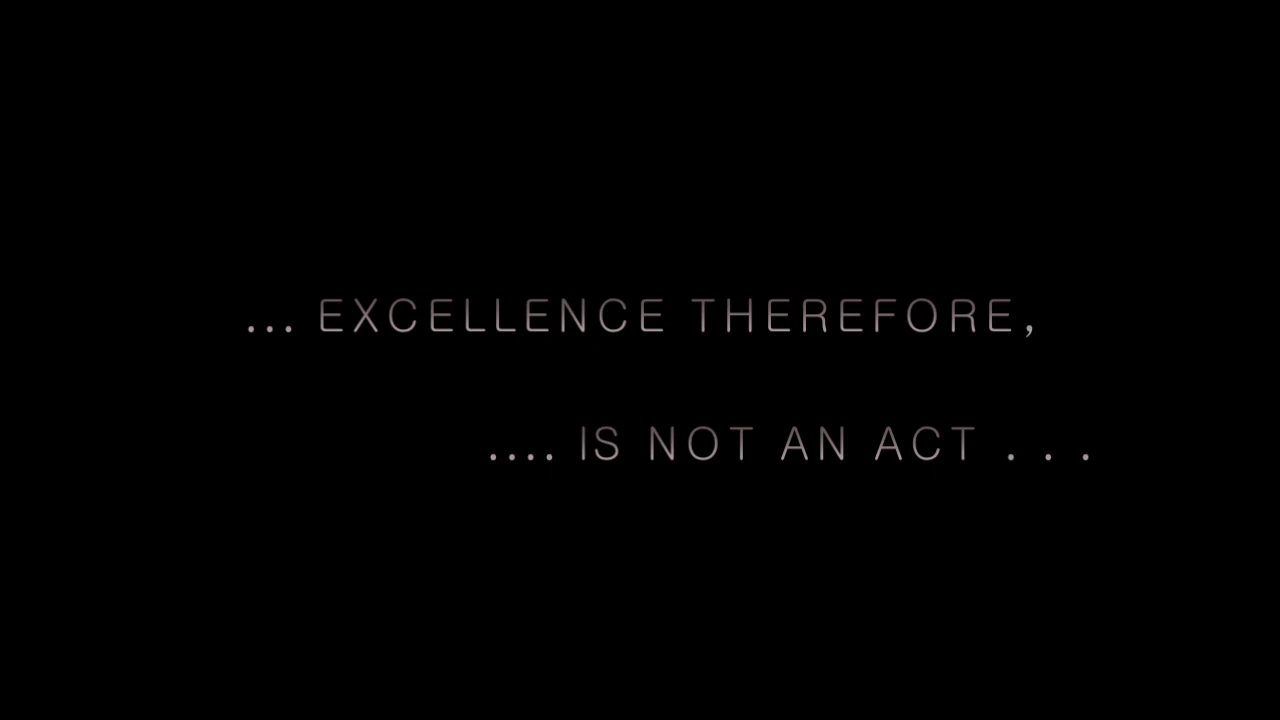 ... EXCELLENCE THEREFORE,
.... IS NOT AN ACT . . .